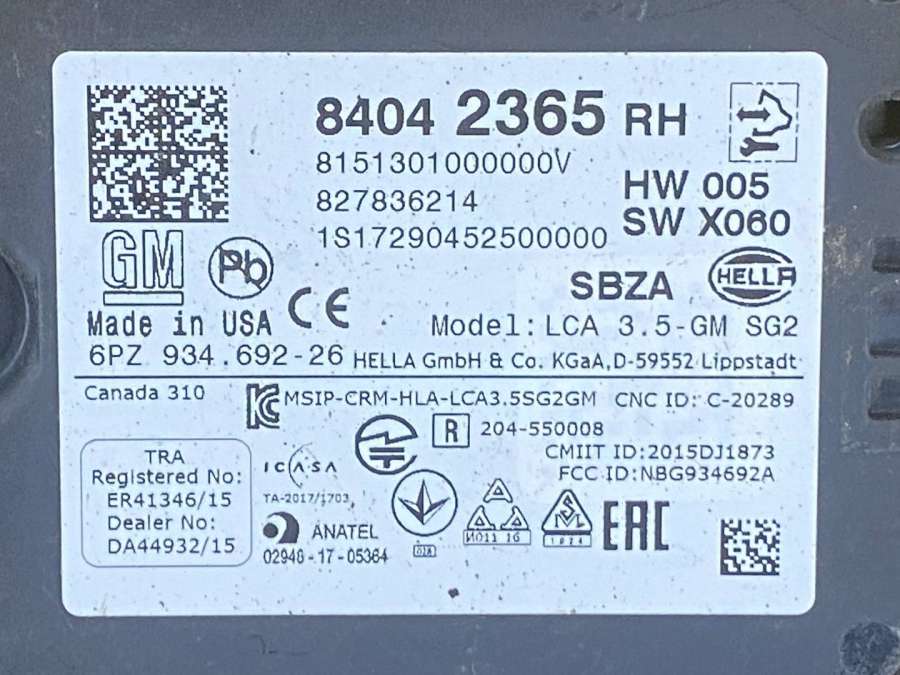 8404 2365 RH
8151301000000V
827836214
1S17290452500000
HW 005
SW X060
GM
Pb
SBZA
HELLA
Made in USA
CE
Model: LCA 3.5-GM SG2
6PZ 934.692-26 HELLA GmbH & Co. KGaA, D-59552 Lippstadt
Canada 310
MSIP-CRM-HLA-LCA3.5SG2GM
CNC ID: C-20289
R 204-550008
CMIIT ID:2015DJ1873
FCC ID:NBG934692A
TRA
Registered No:
ER41346/15
Dealer No:
DA44932/15
ICASA
TA-2017/1703
ANATEL
02948-17-05364
И011 16
EAC